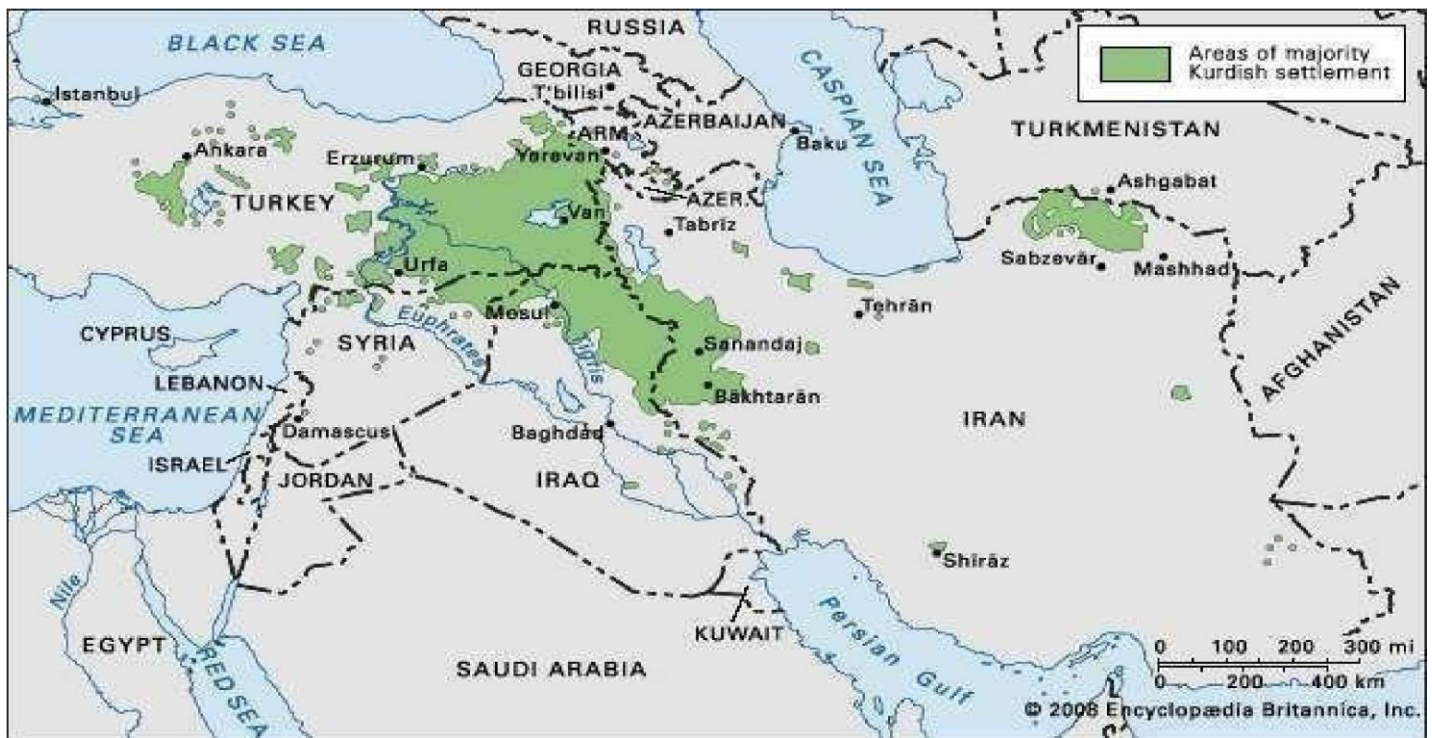 RUSSIA
BLACK SEA
Areas of majority
Kurdish settlement
GEORGIA
T'bilisi
Istanbul
CASPIAN SEA
AZERBAIJAN
TURKMENISTAN
ARM.
Baku
Ankara
Erzurum
Yerevan
Ashgabat
TURKEY
AZER.
Van
Tabrīz
Sabzevār
Mashhad
Urfa
Mosul
Tehrān
AFGHANISTAN
CYPRUS
SYRIA
Euphrates
Tigris
Sanandaj
LEBANON
Bākhtarān
MEDITERRANEAN
SEA
IRAN
Damascus
Baghdād
ISRAEL
JORDAN
IRAQ
Shīrāz
Nile
KUWAIT
Persian Gulf
EGYPT
RED SEA
SAUDI ARABIA
0 100 200 300 mi
0 200 400 km
© 2008 Encyclopædia Britannica, Inc.